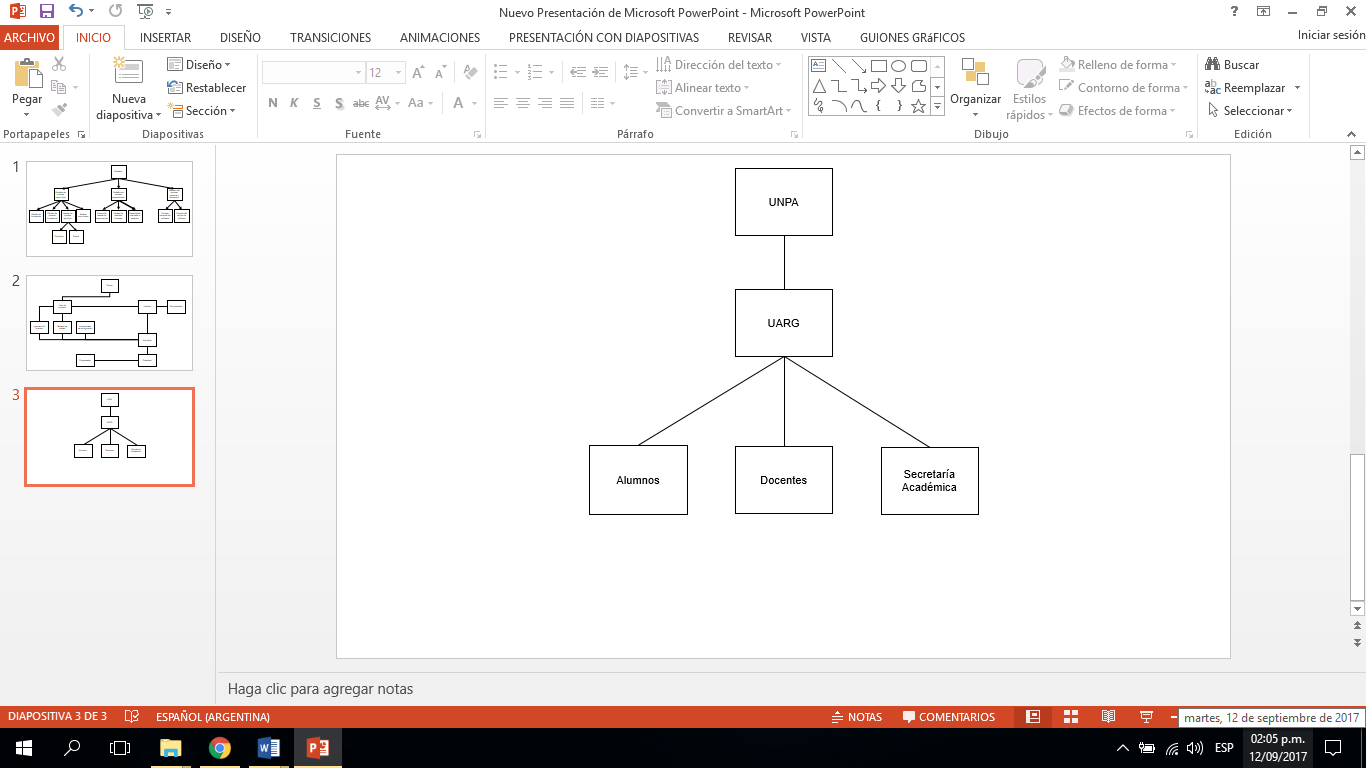 Nuevo Presentación de Microsoft PowerPoint - Microsoft PowerPoint
ARCHIVO INICIO INSERTAR DISEÑO TRANSICIONES ANIMACIONES PRESENTACIÓN CON DIAPOSITIVAS REVISAR VISTA GUIONES GRáFICOS Iniciar sesión
Pegar
Portapapeles
Nueva diapositiva
Diseño
Restablecer
Sección
Diapositivas
12
N K S S abc AV Aa A
Fuente
Dirección del texto
Alinear texto
Convertir a SmartArt
Párrafo
Organizar
Estilos rápidos
Relleno de forma
Contorno de forma
Efectos de forma
Dibujo
Buscar
Reemplazar
Seleccionar
Edición
1
2
3
UNPA
UARG
Alumnos
Docentes
Secretaría
Académica
Haga clic para agregar notas
DIAPOSITIVA 3 DE 3 ESPAÑOL (ARGENTINA) NOTAS COMENTARIOS
martes, 12 de septiembre de 2017
ESP
02:05 p.m.
12/09/2017